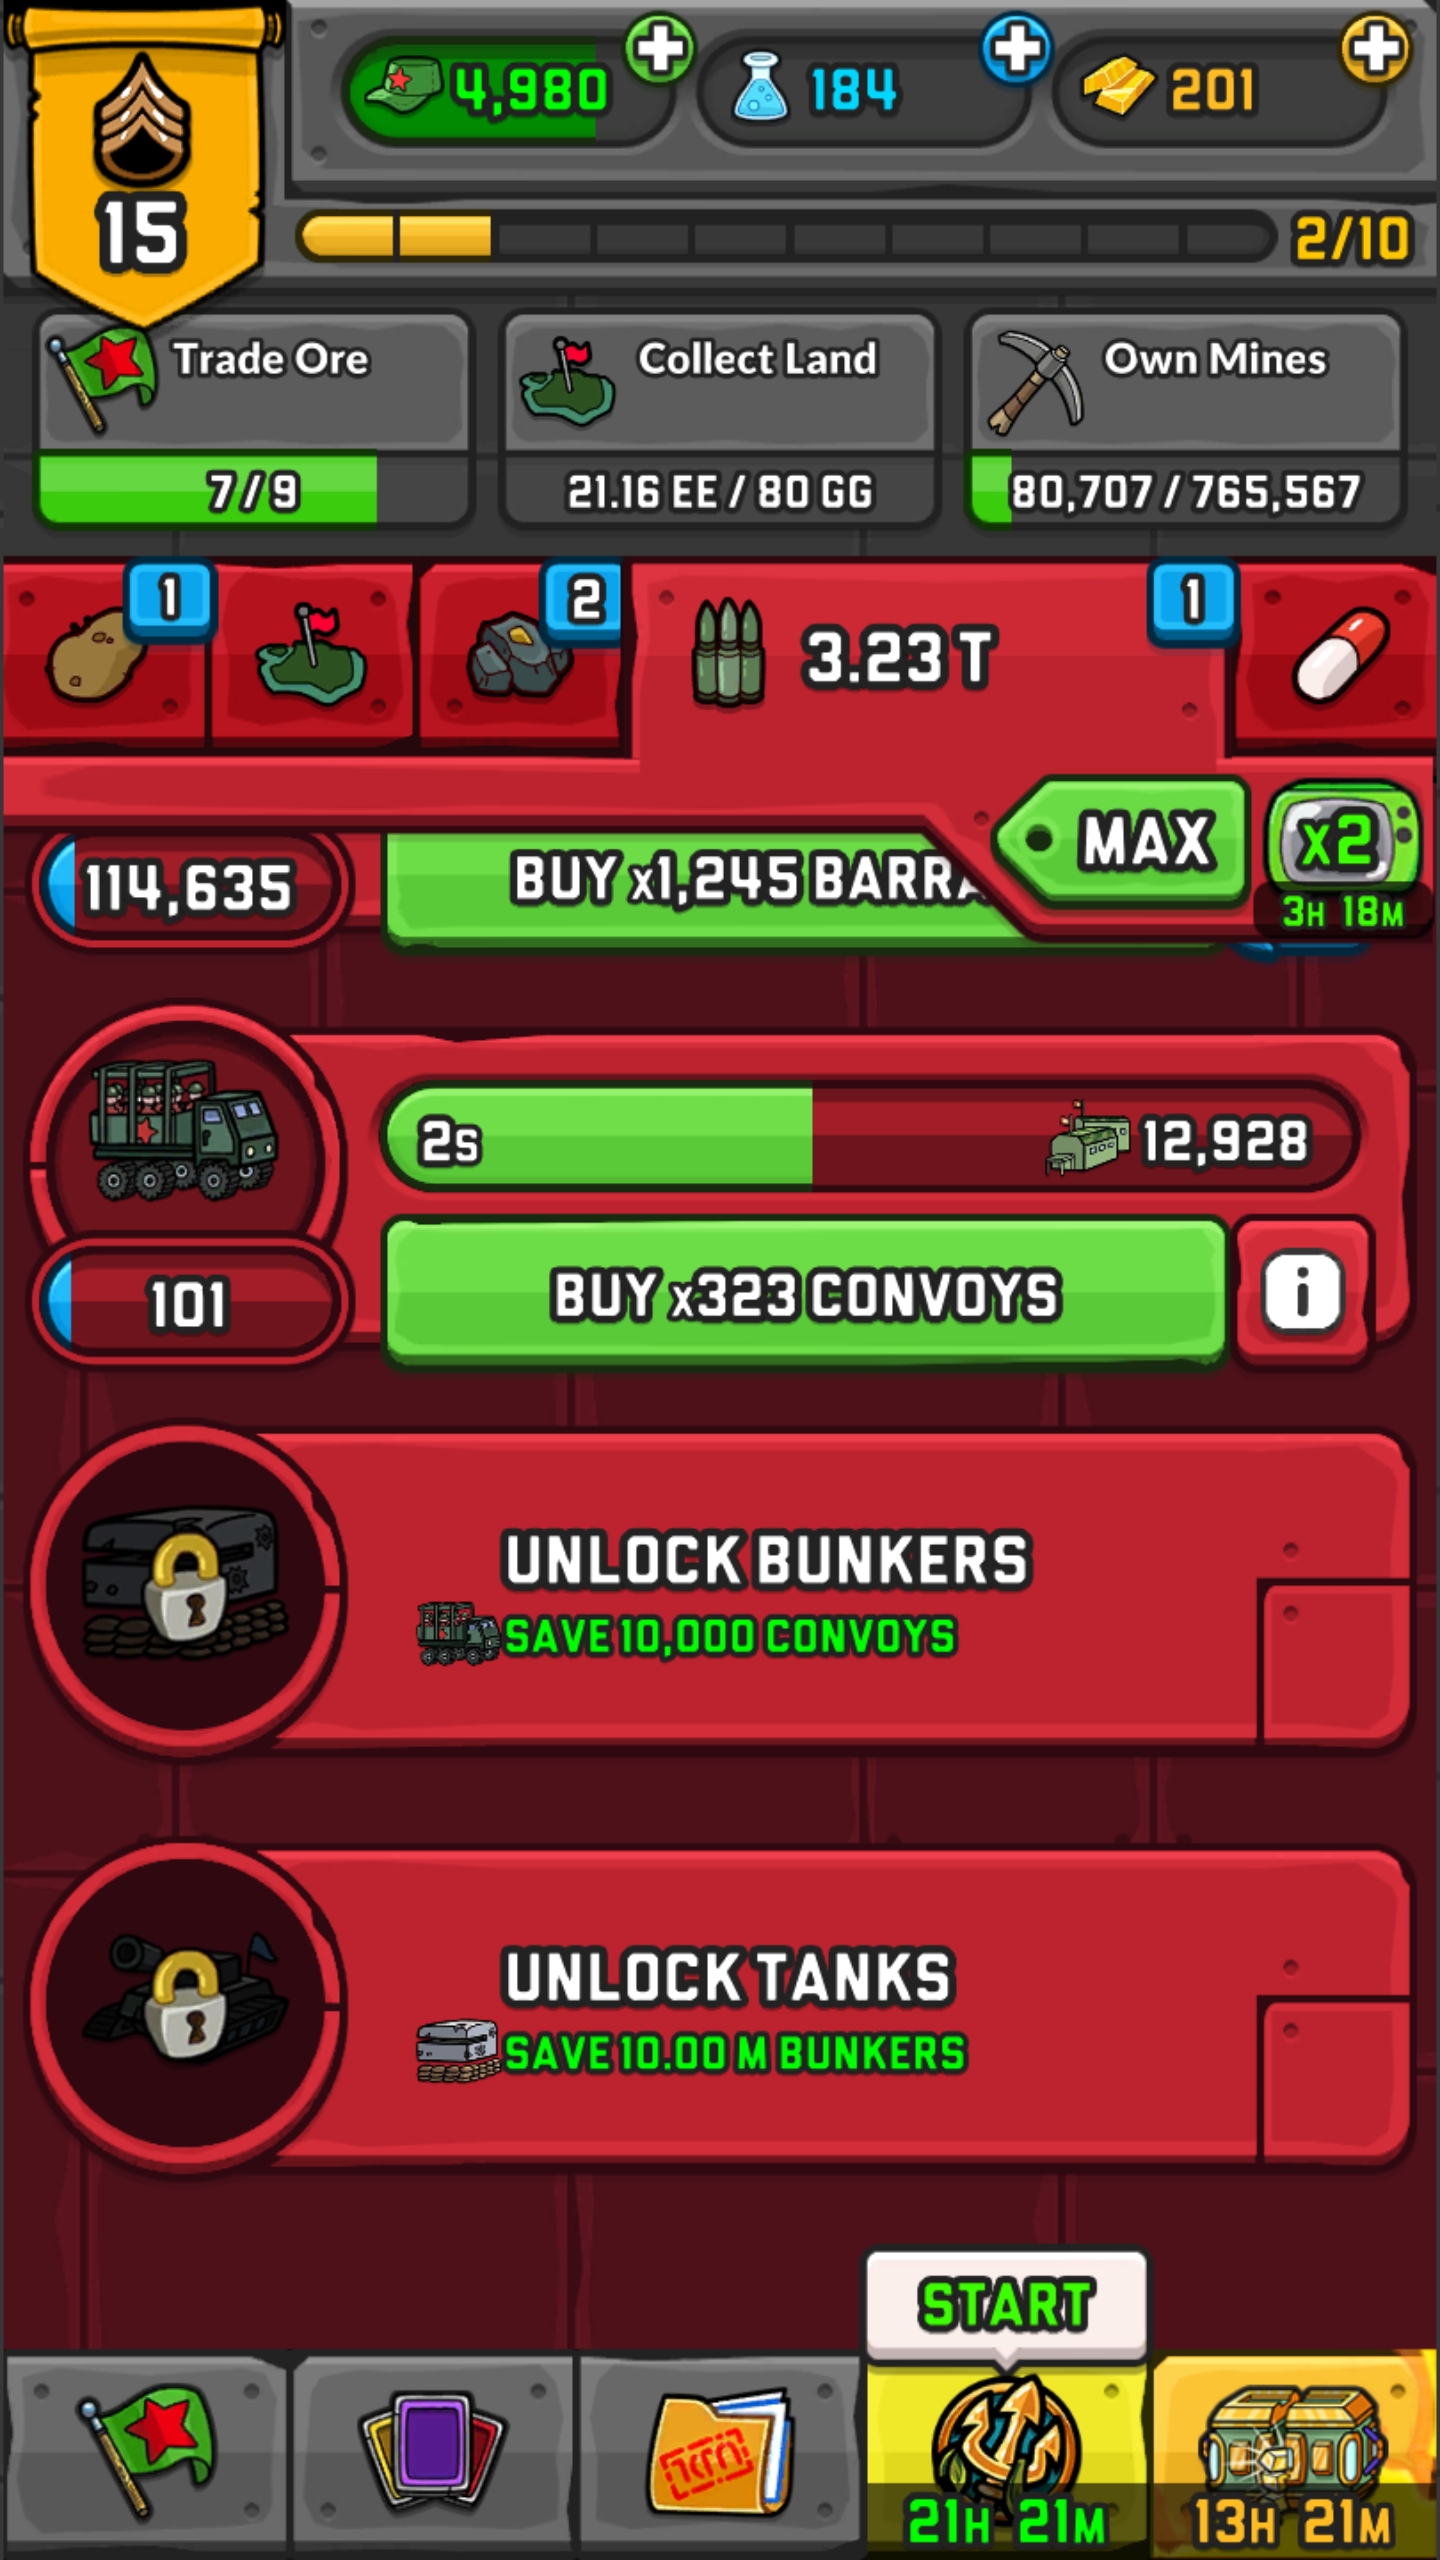 4,980
184
201
15
2/10
Trade Ore
Collect Land
Own Mines
7/9
21.16 EE / 80 GG
80,707 / 765,567
1
2
3.23 T
1
MAX
x2
3H 18M
114,635
BUY x1,245 BARRA
2s
12,928
101
BUY x323 CONVOYS
i
UNLOCK BUNKERS
SAVE 10,000 CONVOYS
UNLOCK TANKS
SAVE 10.00 M BUNKERS
START
21H 21M
13H 21M